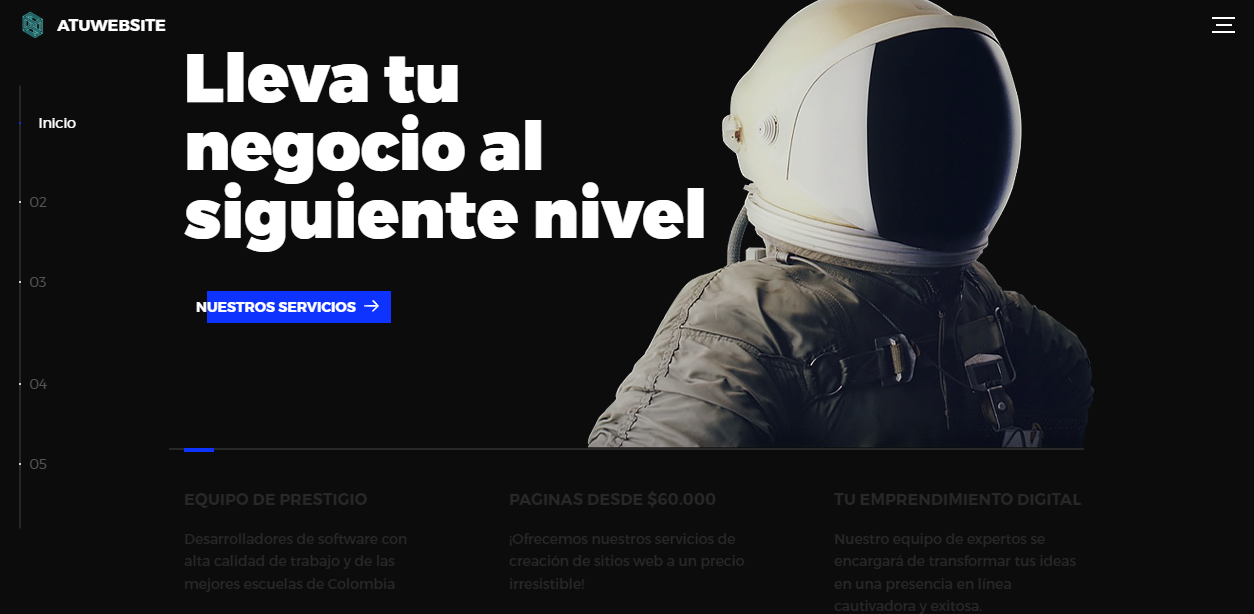 ATUWEBSITE
Lleva tu
negocio al
siguiente nivel
Inicio
02
03
04
05
NUESTROS SERVICIOS →
EQUIPO DE PRESTIGIO
Desarrolladores de software con
alta calidad de trabajo y de las
mejores escuelas de Colombia
PAGINAS DESDE $60.000
¡Ofrecemos nuestros servicios de
creación de sitios web a un precio
irresistible!
TU EMPRENDIMIENTO DIGITAL
Nuestro equipo de expertos se
encargará de transformar tus ideas
en una presencia en línea
cautivadora y exitosa.